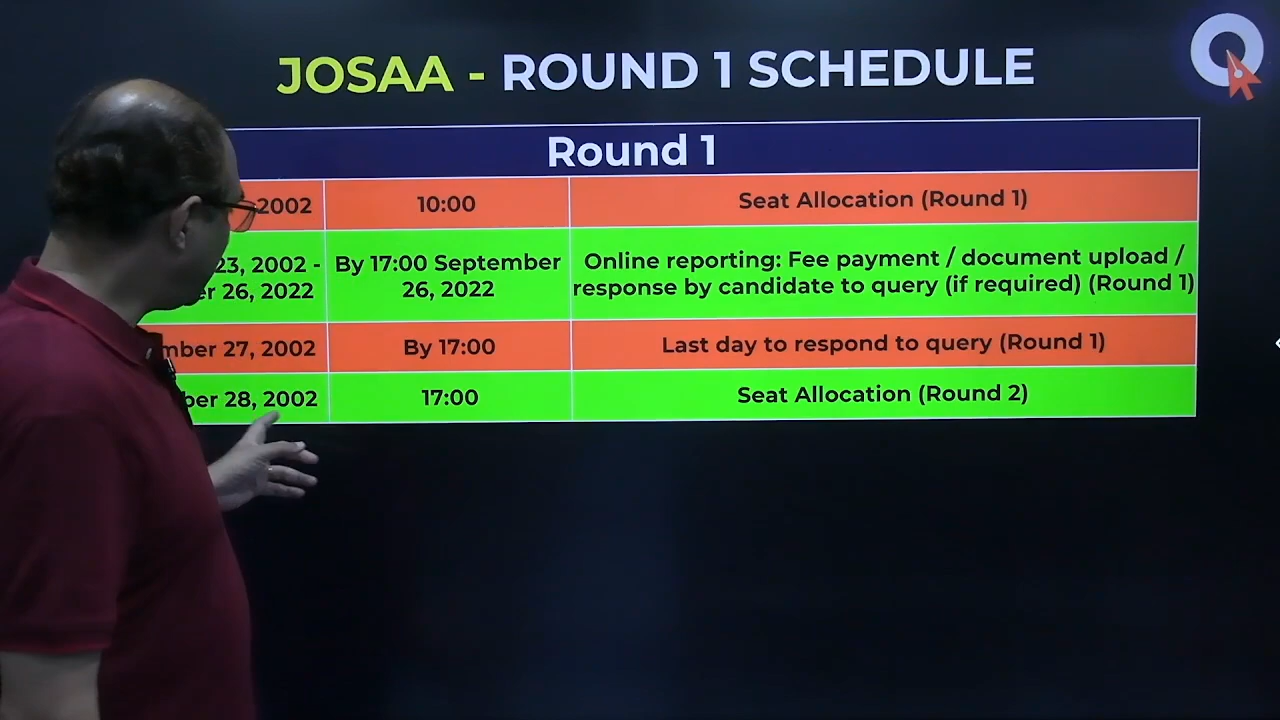 JOSAA - ROUND 1 SCHEDULE
Round 1
2002 10:00 Seat Allocation (Round 1)
23, 2002 - By 17:00 September Online reporting: Fee payment / document upload /
26, 2022 26, 2022 response by candidate to query (if required) (Round 1)
27, 2002 By 17:00 Last day to respond to query (Round 1)
28, 2002 17:00 Seat Allocation (Round 2)